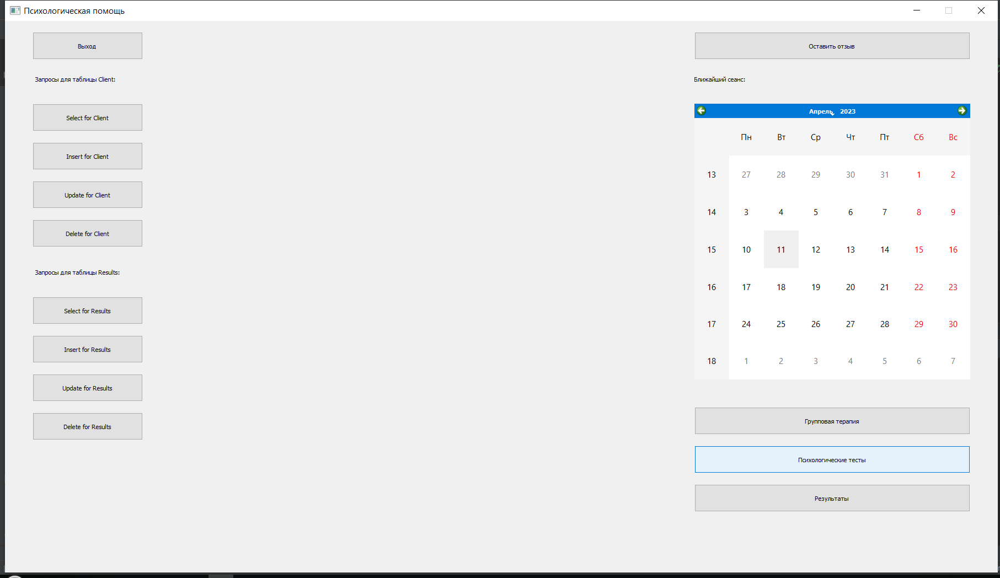 Психологическая помощь
Выход
Запросы для таблицы Client:
Select for Client
Insert for Client
Update for Client
Delete for Client
Запросы для таблицы Results:
Select for Results
Insert for Results
Update for Results
Delete for Results
Оставить отзыв
Ближайший сеанс:
Апрель 2023
Пн Вт Ср Чт Пт Сб Вс
13 27 28 29 30 31 1 2
14 3 4 5 6 7 8 9
15 10 11 12 13 14 15 16
16 17 18 19 20 21 22 23
17 24 25 26 27 28 29 30
18 1 2 3 4 5 6 7
Групповая терапия
Психологические тесты
Результаты